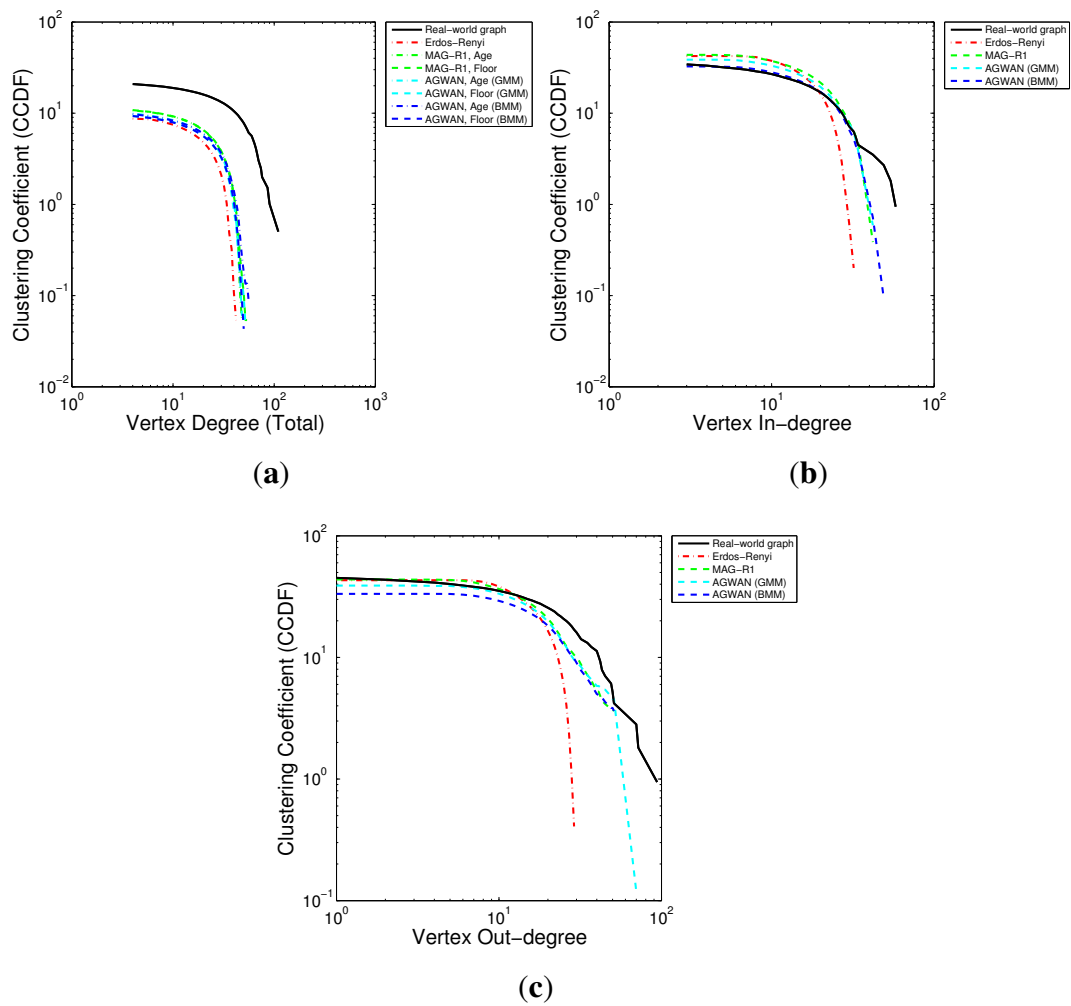 Clustering Coefficient (CCDF)
10^2
10^1
10^0
10^-1
10^-2
10^0
10^1
10^2
10^3
Vertex Degree (Total)
Real-world graph
Erdos-Renyi
MAG-R1, Age
MAG-R1, Floor
AGWAN, Age (GMM)
AGWAN, Floor (GMM)
AGWAN, Age (BMM)
AGWAN, Floor (BMM)
(a)
Clustering Coefficient (CCDF)
10^2
10^1
10^0
10^-1
10^-2
10^0
10^1
10^2
Vertex In-degree
Real-world graph
Erdos-Renyi
MAG-R1
AGWAN (GMM)
AGWAN (BMM)
(b)
Clustering Coefficient (CCDF)
10^2
10^1
10^0
10^-1
10^0
10^1
10^2
Vertex Out-degree
Real-world graph
Erdos-Renyi
MAG-R1
AGWAN (GMM)
AGWAN (BMM)
(c)